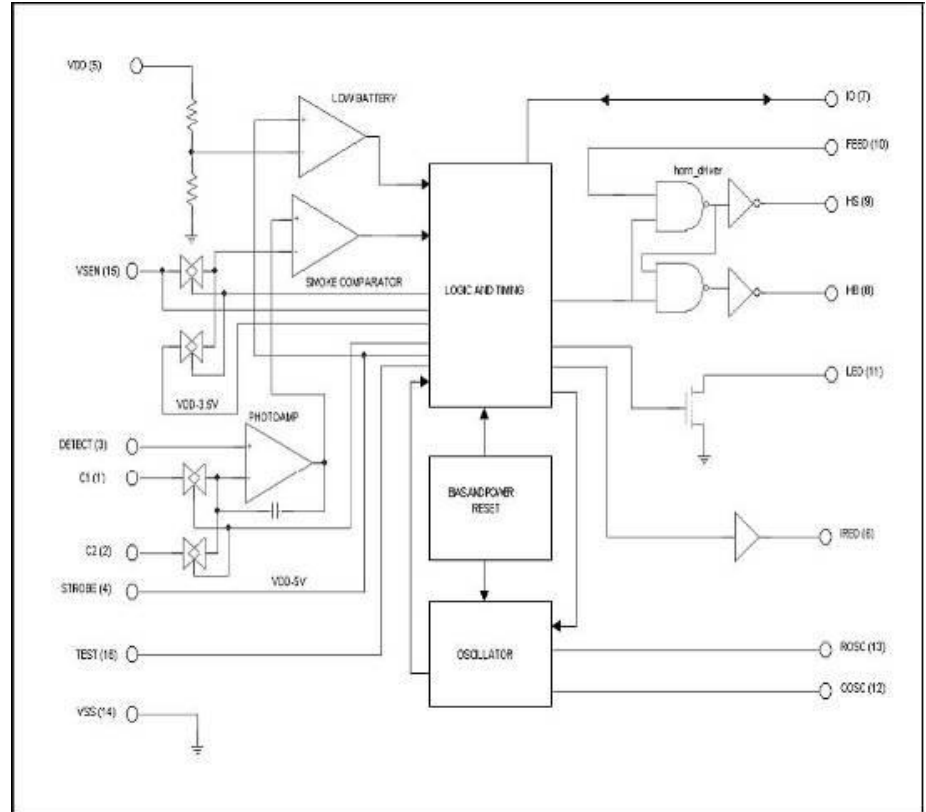 VDD (5)
LOW BATTERY
IO (7)
FEED (10)
horn_driver
HS (9)
VSEN (15)
SMOKE COMPARATOR
LOGIC AND TIMING
HB (8)
LED (11)
VDD-3.5V
PHOTOAMP
DETECT (3)
C1 (1)
BIAS AND POWER
RESET
IRED (6)
C2 (2)
VDD-5V
STROBE (4)
TEST (16)
OSCILLATOR
ROSC (13)
COSC (12)
VSS (14)